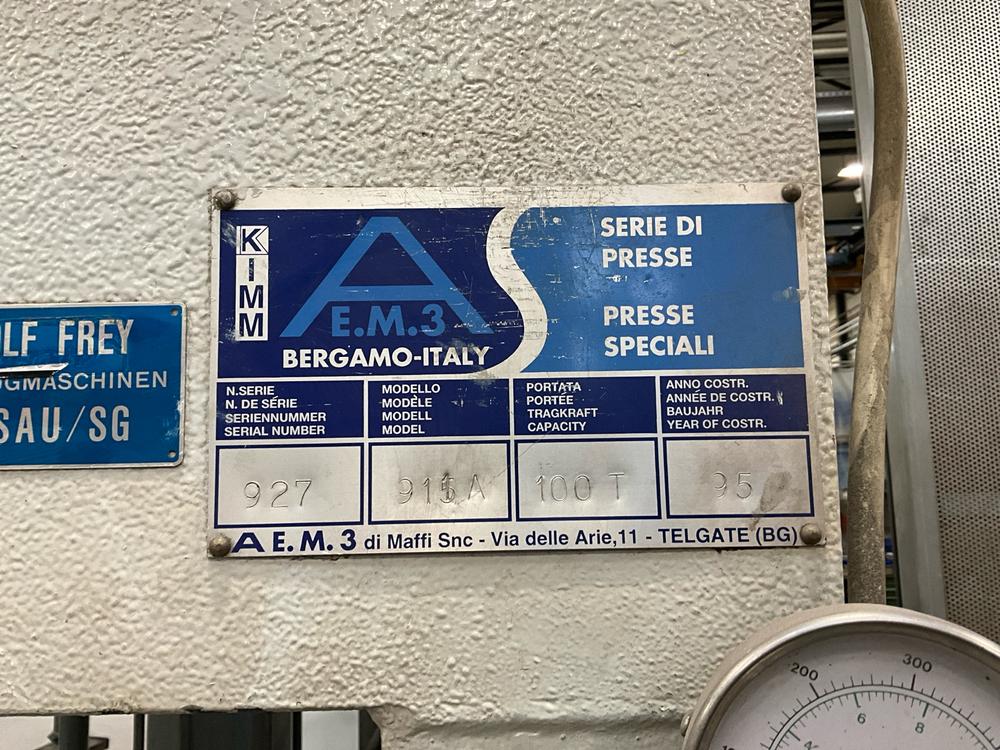 LF FREY
GMASCHINEN
SAU/SG
KIMM
A
E.M.3
BERGAMO-ITALY
S
SERIE DI
PRESSE
PRESSE
SPECIALI
N.SERIE
N. DE SÉRIE
SERIENNUMMER
SERIAL NUMBER
MODELLO
MODÈLE
MODELL
MODEL
PORTATA
PORTÉE
TRAGKRAFT
CAPACITY
ANNO COSTR.
ANNÉE DE COSTR.
BAUJAHR
YEAR OF COSTR.
927
100 T
95
A E.M. 3 di Maffi Snc - Via delle Arie,11 - TELGATE (BG)
200
300
6
8